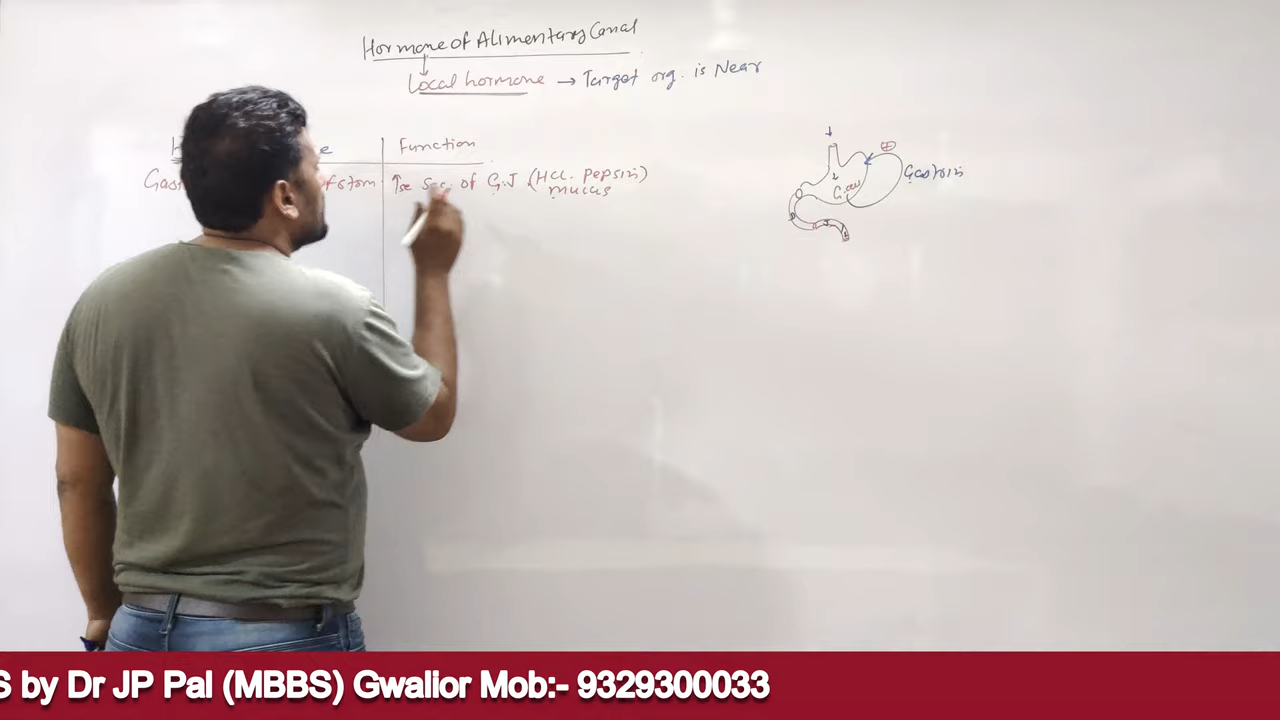 Hormone of Alimentary Canal
Local hormone → Target org. is Near
Function
Gas
of stom. ↑se Sec. of G.J (HCl. Pepsin)
mucus
Gastrin
S by Dr JP Pal (MBBS) Gwalior Mob:- 9329300033